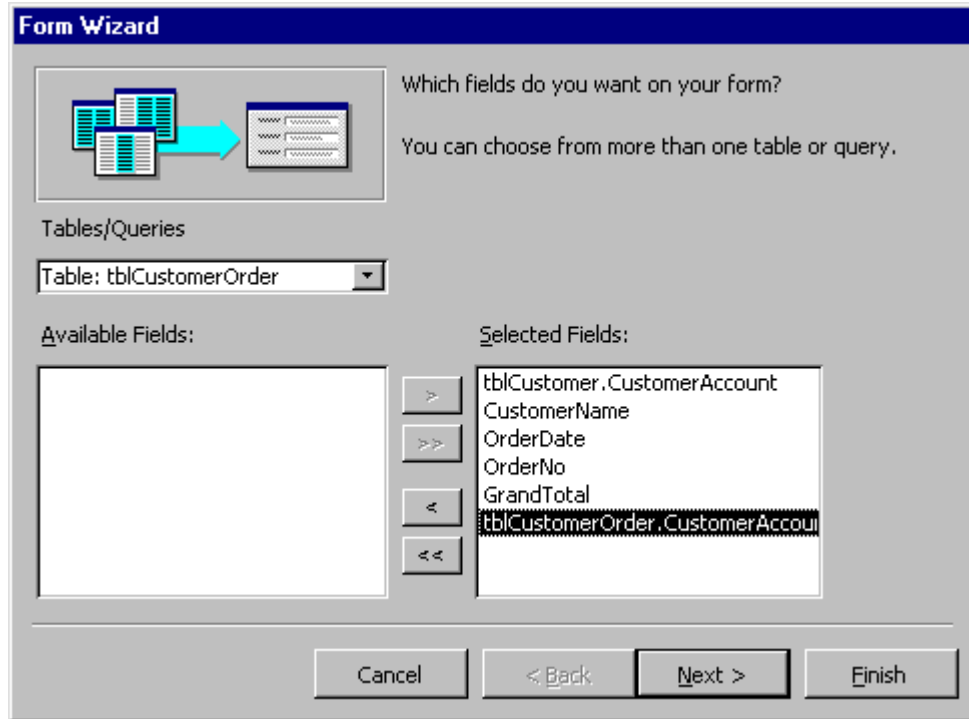 Form Wizard
Which fields do you want on your form?
You can choose from more than one table or query.
Tables/Queries
Table: tblCustomerOrder
Available Fields:
Selected Fields:
tblCustomer.CustomerAccount
CustomerName
OrderDate
OrderNo
GrandTotal
tblCustomerOrder.CustomerAccou
>
>>
<
<<
Cancel
< Back
Next >
Finish